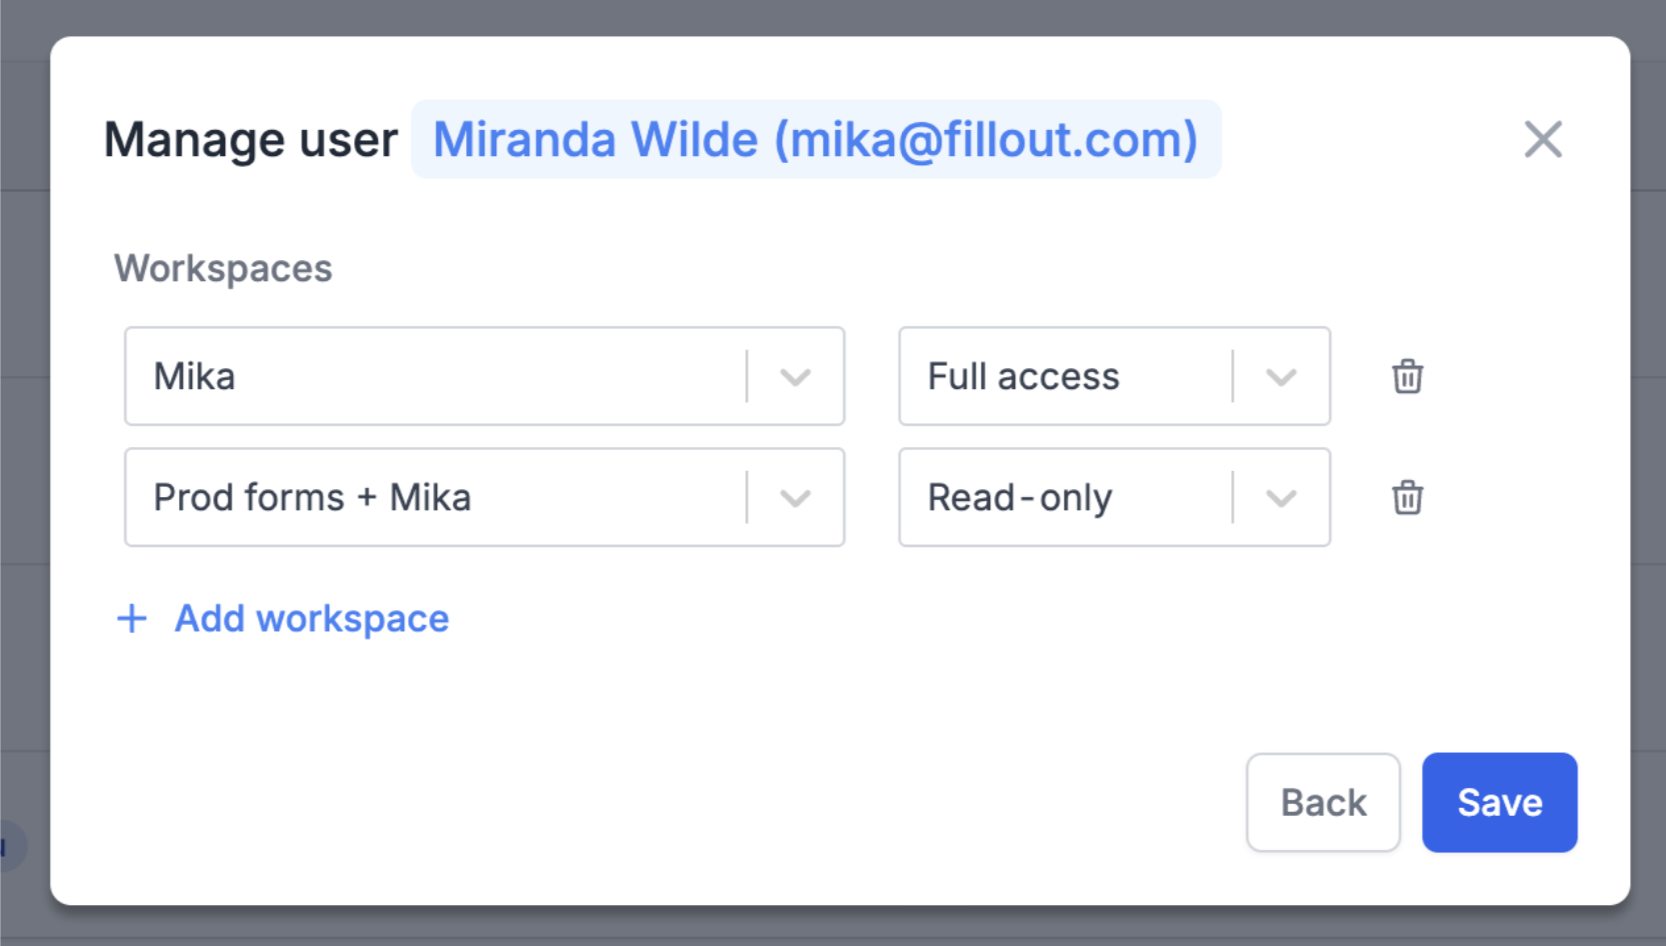 Manage user Miranda Wilde (mika@fillout.com)
Workspaces
Mika Full access
Prod forms + Mika Read-only
+ Add workspace
Back Save